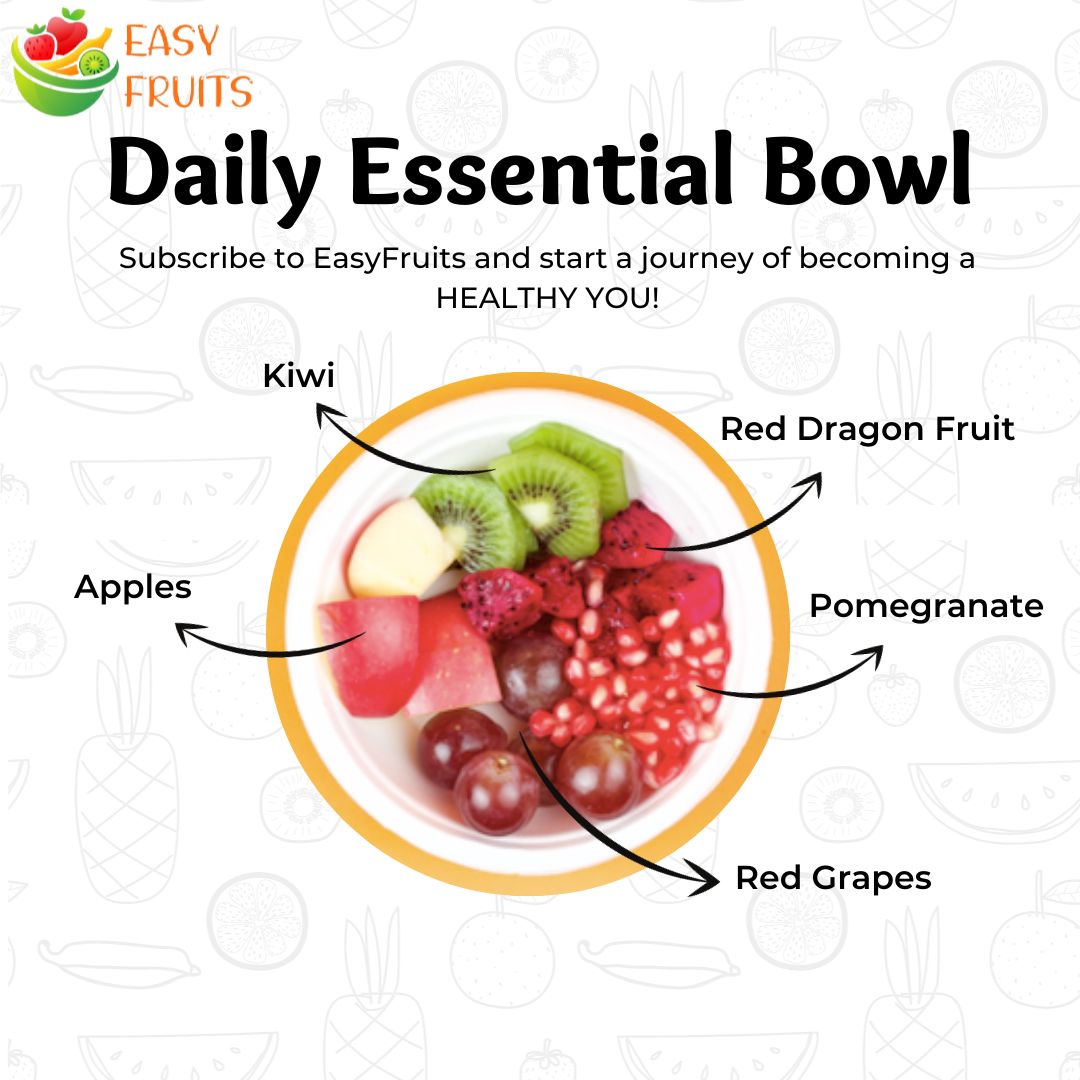 EASY
FRUITS
Daily Essential Bowl
Subscribe to EasyFruits and start a journey of becoming a
HEALTHY YOU!
Kiwi
Red Dragon Fruit
Apples
Pomegranate
Red Grapes